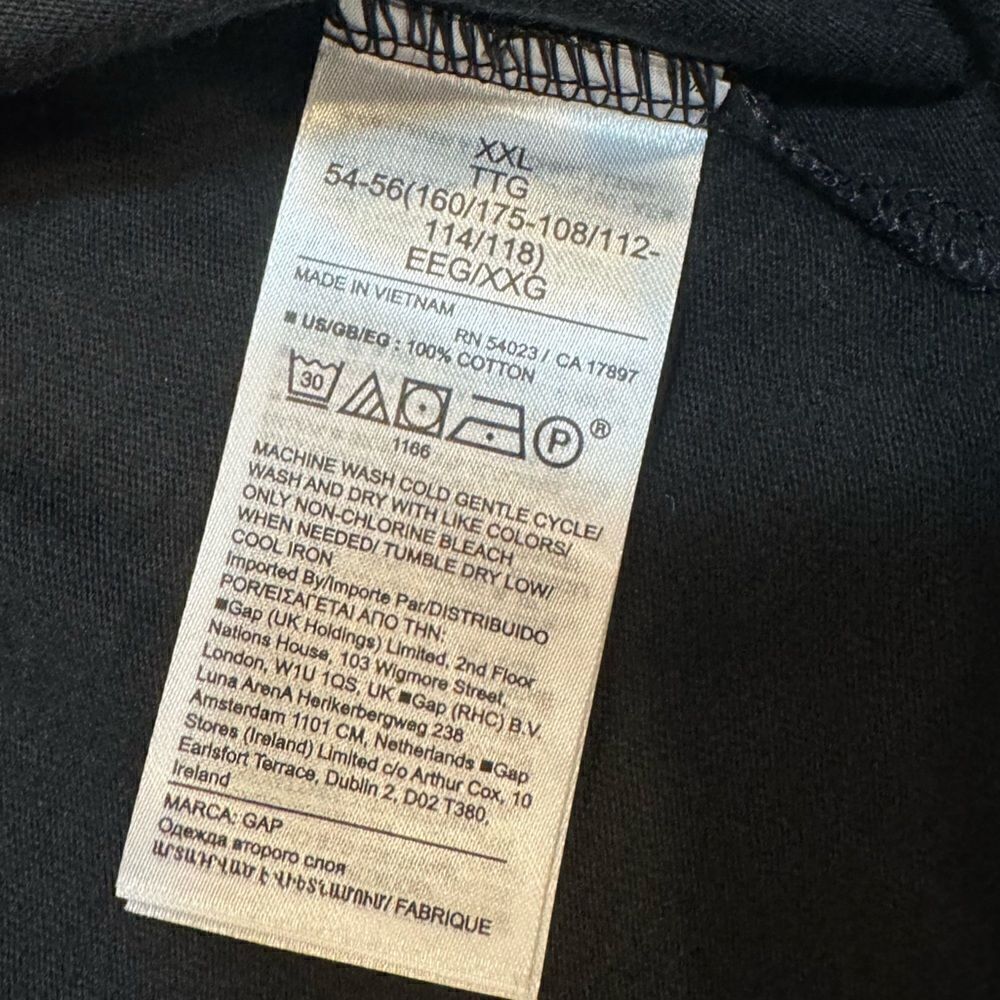 XXL
TTG
54-56(160/175-108/112-
114/118)
EEG/XXG
MADE IN VIETNAM
RN 54023 / CA 17897
■ US/GB/EG : 100% COTTON
30 P ®
1166
MACHINE WASH COLD GENTLE CYCLE/
WASH AND DRY WITH LIKE COLORS/
ONLY NON-CHLORINE BLEACH
WHEN NEEDED/ TUMBLE DRY LOW/
COOL IRON
Imported By/Importe Par/DISTRIBUIDO
POR/ΕΙΣΑΓΕΤΑΙ ΑΠΟ ΤΗΝ:
■Gap (UK Holdings) Limited, 2nd Floor
Nations House, 103 Wigmore Street,
London, W1U 1QS, UK ■Gap (RHC) B.V.
Luna ArenA Herikerbergweg 238
Amsterdam 1101 CM, Netherlands ■Gap
Stores (Ireland) Limited c/o Arthur Cox, 10
Earlsfort Terrace, Dublin 2, D02 T380,
Ireland
MARCA: GAP
Одежда второго слоя
ԱՐՏԱԴՐՎԱԾ Է ՎԻԵՏՆԱՄՈՒՄ/ FABRIQUE